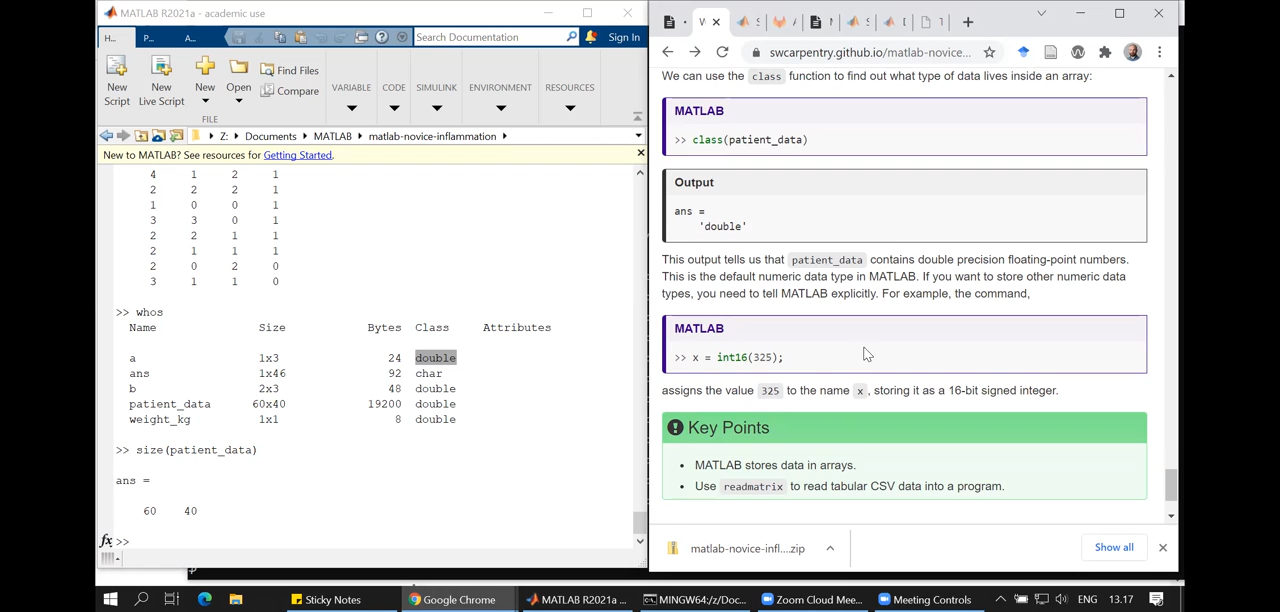 MATLAB R2021a - academic use
H... P... A... Search Documentation Sign In
New Script
New Live Script
New
Open
Find Files
Compare
VARIABLE
CODE
SIMULINK
ENVIRONMENT
RESOURCES
FILE
Z: Documents MATLAB matlab-novice-inflammation
New to MATLAB? See resources for Getting Started.
4 1 2 1
2 2 2 1
1 0 0 1
3 3 0 1
2 2 1 1
2 1 1 1
2 0 2 0
3 1 1 0
>> whos
Name Size Bytes Class Attributes
a 1x3 24 double
ans 1x46 92 char
b 2x3 48 double
patient_data 60x40 19200 double
weight_kg 1x1 8 double
>> size(patient_data)
ans =
60 40
fx >>
swcarpentry.github.io/matlab-novice...
We can use the class function to find out what type of data lives inside an array:
MATLAB
>> class(patient_data)
Output
ans =
'double'
This output tells us that patient_data contains double precision floating-point numbers.
This is the default numeric data type in MATLAB. If you want to store other numeric data
types, you need to tell MATLAB explicitly. For example, the command,
MATLAB
>> x = int16(325);
assigns the value 325 to the name x , storing it as a 16-bit signed integer.
Key Points
MATLAB stores data in arrays.
Use readmatrix to read tabular CSV data into a program.
matlab-novice-infl....zip
Show all
Sticky Notes
Google Chrome
MATLAB R2021a ...
MINGW64:/z/Doc...
Zoom Cloud Mee...
Meeting Controls
ENG
13.17